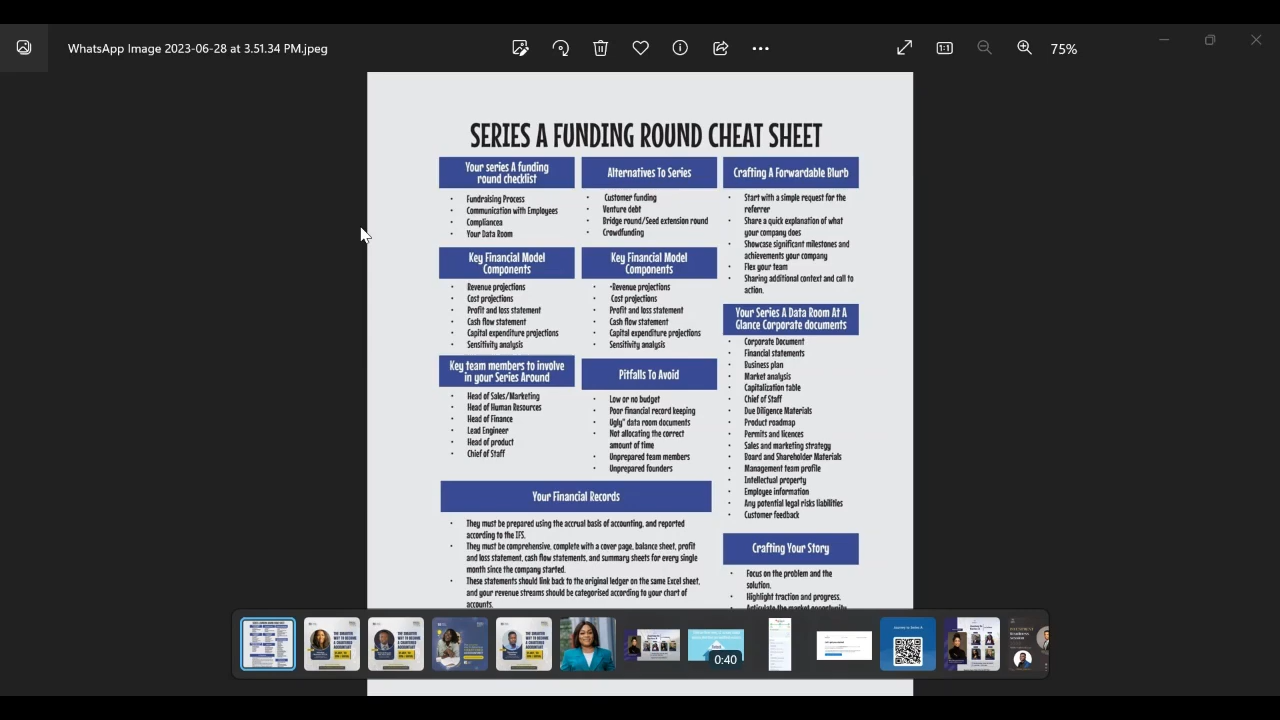 WhatsApp Image 2023-06-28 at 3.51.34 PM.jpeg
75%
SERIES A FUNDING ROUND CHEAT SHEET
Your series A funding
round checklist
Fundraising Process
Communication with Employees
Compliancea
Your Data Room
Key Financial Model
Components
Revenue projections
Cost projections
Profit and loss statement
Cash flow statement
Capital expenditure projections
Sensitivity analysis
Key team members to involve
in your Series Around
Head of Sales/Marketing
Head of Human Resources
Head of Finance
Lead Engineer
Head of product
Chief of Staff
Alternatives To Series
Customer funding
Venture debt
Bridge round/Seed extension round
Crowdfunding
Key Financial Model
Components
-Revenue projections
Cost projections
Profit and loss statement
Cash flow statement
Capital expenditure projections
Sensitivity analysis
Pitfalls To Avoid
Low or no budget
Poor financial record keeping
Ugly" data room documents
Not allocating the correct
amount of time
Unprepared team members
Unprepared founders
Your Financial Records
They must be prepared using the accrual basis of accounting, and reported
according to the IFS.
They must be comprehensive, complete with a cover page, balance sheet, profit
and loss statement, cash flow statements, and summary sheets for every single
month since the company started.
These statements should link back to the original ledger on the same Excel sheet,
and your revenue streams should be categorised according to your chart of
accounts.
Crafting A Forwardable Blurb
Start with a simple request for the
referrer
Share a quick explanation of what
your company does
Showcase significant milestones and
achievements your company
Flex your team
Sharing additional context and call to
action.
Your Series A Data Room At A
Glance Corporate documents
Corporate Document
Financial statements
Business plan
Market analysis
Capitalization table
Chief of Staff
Due Diligence Materials
Product roadmap
Permits and licences
Sales and marketing strategy
Board and Shareholder Materials
Management team profile
Intellectual property
Employee information
Any potential legal risks liabilities
Customer feedback
Crafting Your Story
Focus on the problem and the
solution.
Highlight traction and progress.
Articulate the market opportunity
0:40